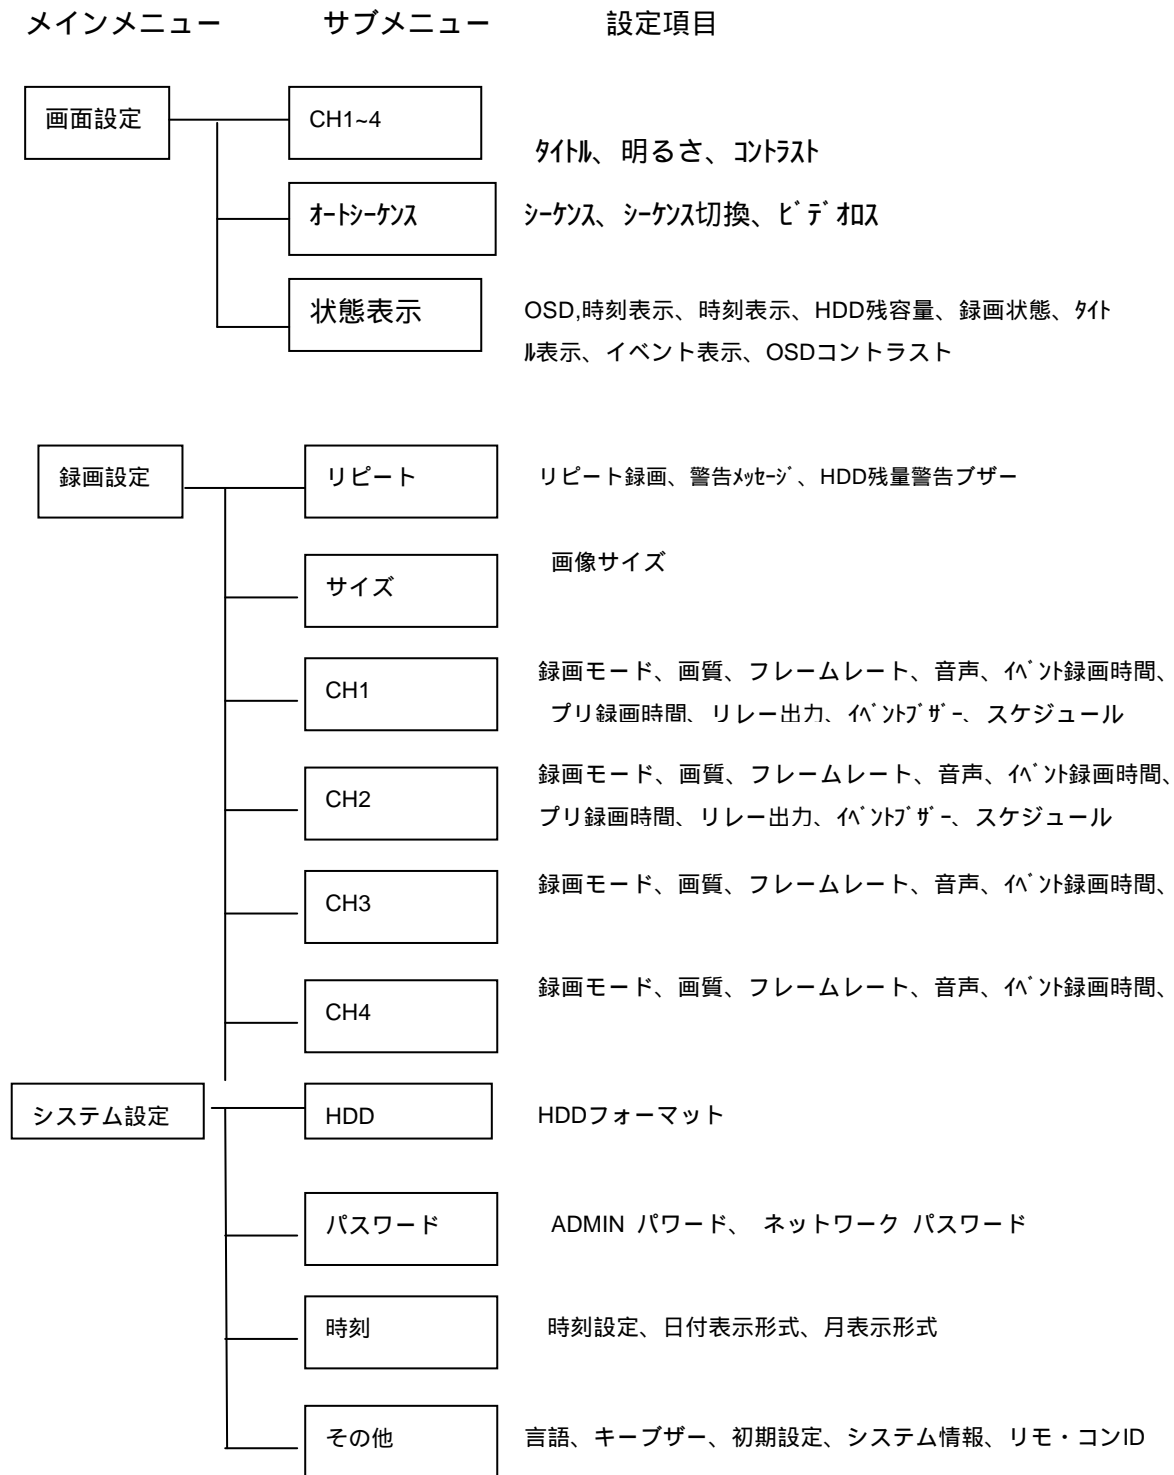 メインメニュー サブメニュー 設定項目
画面設定 CH1~4
ﾀｲﾄﾙ、明るさ、ｺﾝﾄﾗｽﾄ
ｵｰﾄｼｰｹﾝｽ ｼｰｹﾝｽ、ｼｰｹﾝｽ切換、ﾋﾞﾃﾞｵﾛｽ
状態表示 OSD,時刻表示、時刻表示、HDD残容量、録画状態、ﾀｲﾄ
ﾙ表示、イベント表示、OSDコントラスト
録画設定 リピート リピート録画、警告ﾒｯｾｰｼﾞ、HDD残量警告ブザー
画像サイズ
サイズ
録画モード、画質、フレームレート、音声、ｲﾍﾞﾝﾄ録画時間、
CH1
プリ録画時間、リレー出力、ｲﾍﾞﾝﾄﾌﾞｻﾞｰ、スケジュール
録画モード、画質、フレームレート、音声、ｲﾍﾞﾝﾄ録画時間、
CH2
プリ録画時間、リレー出力、ｲﾍﾞﾝﾄﾌﾞｻﾞｰ、スケジュール
録画モード、画質、フレームレート、音声、ｲﾍﾞﾝﾄ録画時間、
CH3
録画モード、画質、フレームレート、音声、ｲﾍﾞﾝﾄ録画時間、
CH4
システム設定 HDD HDDフォーマット
パスワード ADMIN パワード、 ネットワーク パスワード
時刻 時刻設定、日付表示形式、月表示形式
その他 言語、キーブザー、初期設定、システム情報、リモ・コンID